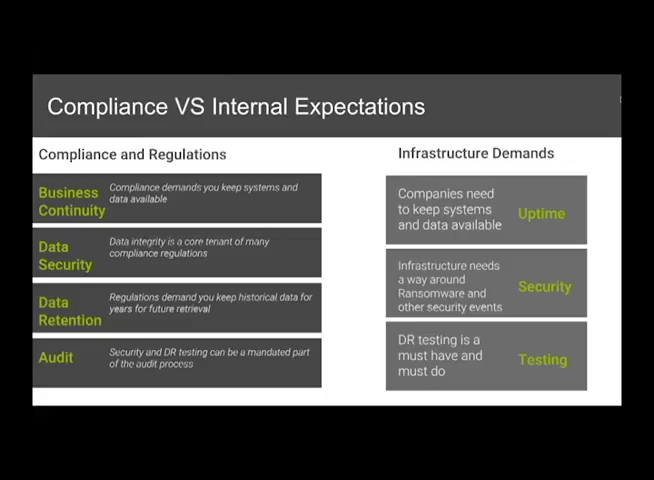 Compliance VS Internal Expectations
Compliance and Regulations
Business
Continuity
Compliance demands you keep systems and
data available
Data
Security
Data integrity is a core tenant of many
compliance regulations
Data
Retention
Regulations demand you keep historical data for
years for future retrieval
Audit
Security and DR testing can be a mandated part
of the audit process
Infrastructure Demands
Companies need
to keep systems
and data available
Uptime
Infrastructure needs
a way around
Ransomware and
other security events
Security
DR testing is a
must have and
must do
Testing